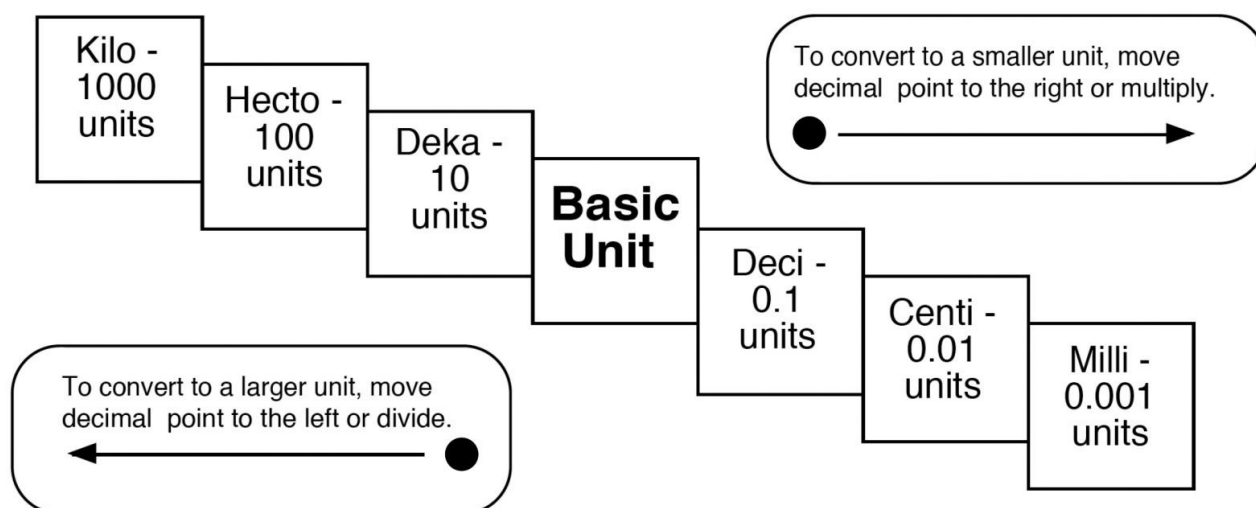 Kilo -
1000
units
Hecto -
100
units
Deka -
10
units
Basic
Unit
Deci -
0.1
units
Centi -
0.01
units
Milli -
0.001
units
To convert to a smaller unit, move
decimal point to the right or multiply.
To convert to a larger unit, move
decimal point to the left or divide.